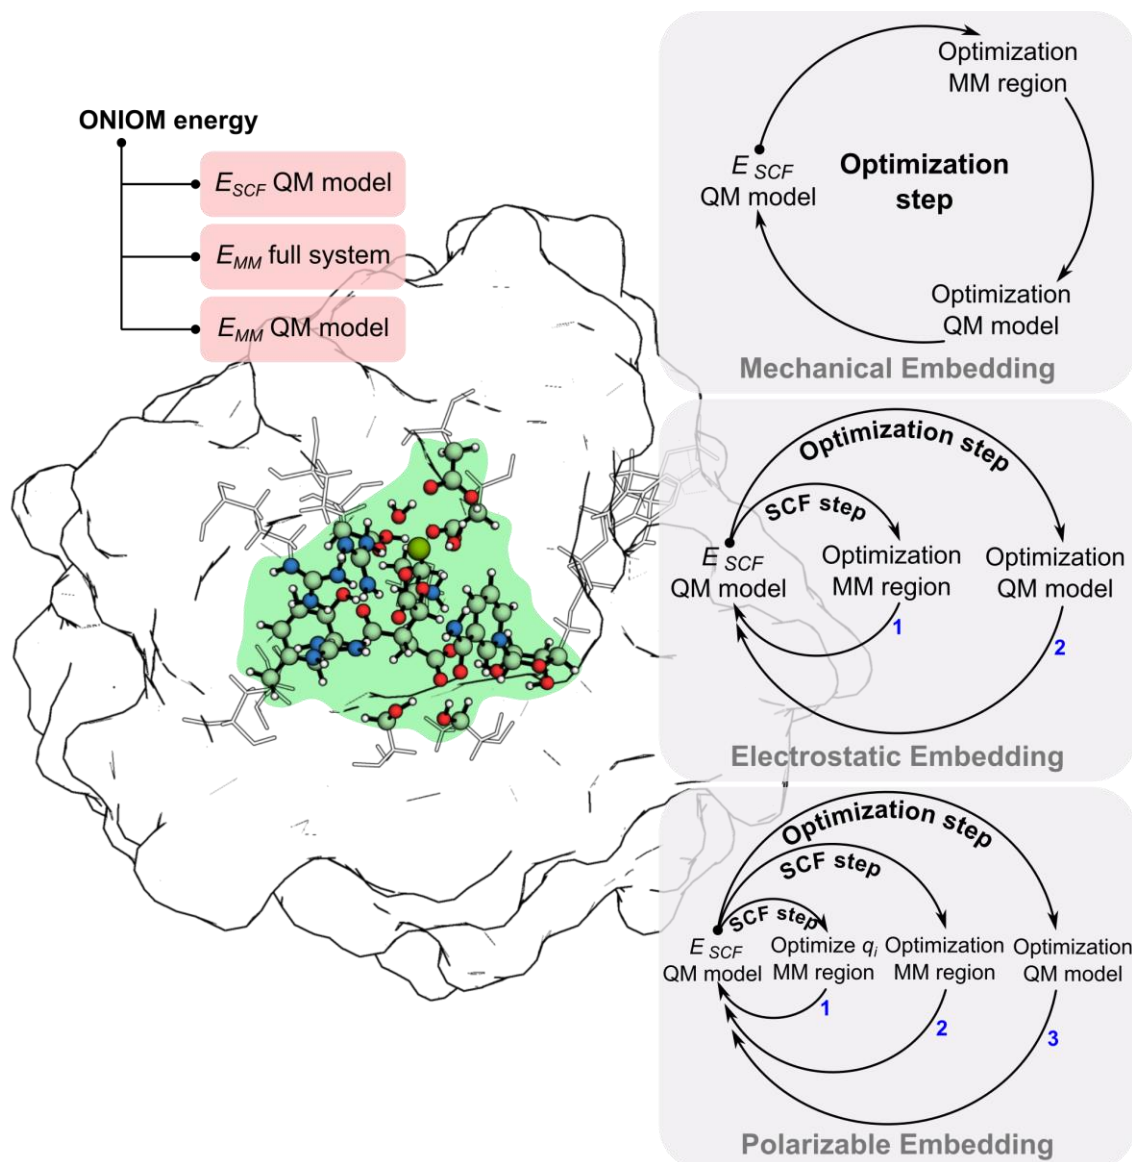 ONIOM energy
E SCF QM model
E MM full system
E MM QM model
Optimization
MM region
E SCF
QM model
Optimization
step
Optimization
QM model
Mechanical Embedding
Optimization step
SCF step
E SCF
QM model
Optimization
MM region
Optimization
QM model
1
2
Electrostatic Embedding
Optimization step
SCF step
SCF step
E SCF
QM model
Optimize qi
MM region
Optimization
MM region
Optimization
QM model
1
2
3
Polarizable Embedding